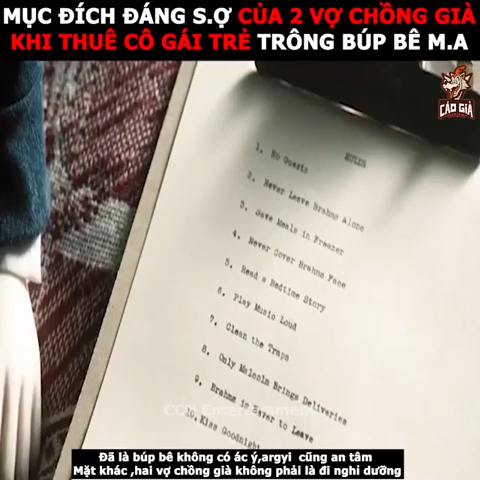 MỤC ĐÍCH ĐÁNG S.Ợ CỦA 2 VỢ CHỒNG GIÀ
KHI THUÊ CÔ GÁI TRẺ TRÔNG BÚP BÊ M.A
CÁO GIÀ
RULES
1. No Guests
2. Never Leave Brahms Alone
3. Save Meals in Freezer
4. Never Cover Brahms Face
5. Read a Bedtime Story
6. Play Music Loud
7. Clean the Traps
8. Only Malcolm Brings Deliveries
9. Brahms is Never to Leave
10. Kiss Goodnight
Đã là búp bê không có ác ý,argyi cũng an tâm
Mặt khác ,hai vợ chồng già không phải là đi nghỉ dưỡng